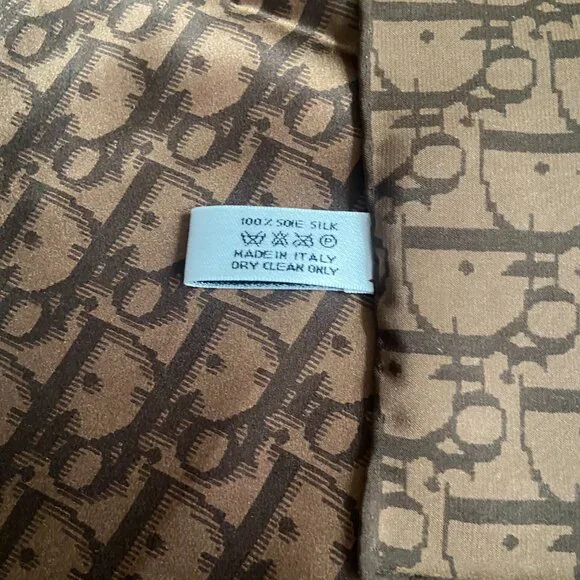 100% SOIE SILK
P
MADE IN ITALY
DRY CLEAN ONLY